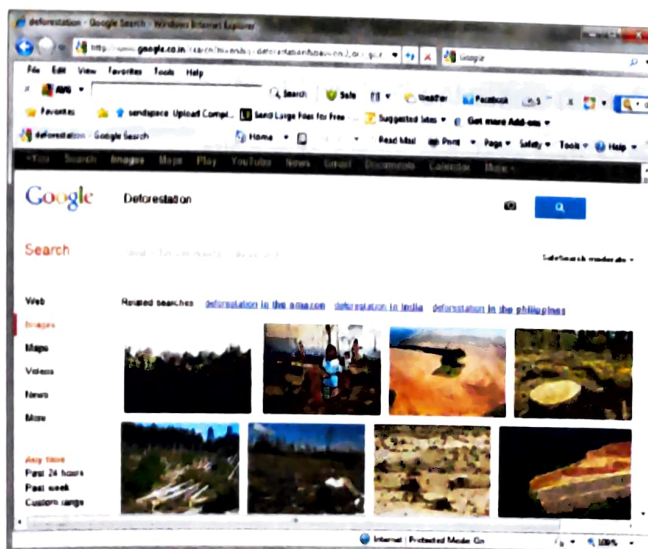 deforestation - Google Search - Windows Internet Explorer
Google
File Edit View Favorites Tools Help
AVG Search Safe Weather Facebook
Favorites sendspace Upload Compl... Send Large Files for Free Suggested Sites Get more Add-ons
deforestation - Google Search Home Read Mail Print Page Safety Tools Help
+You Search Images Maps Play YouTube News Gmail Documents Calendar More
Google Deforestation
Search
SafeSearch moderate
Web
Related searches deforestation in the amazon deforestation in india deforestation in the philippines
Images
Maps
Videos
News
More
Any time
Past 24 hours
Past week
Custom range
Internet | Protected Mode: On 100%